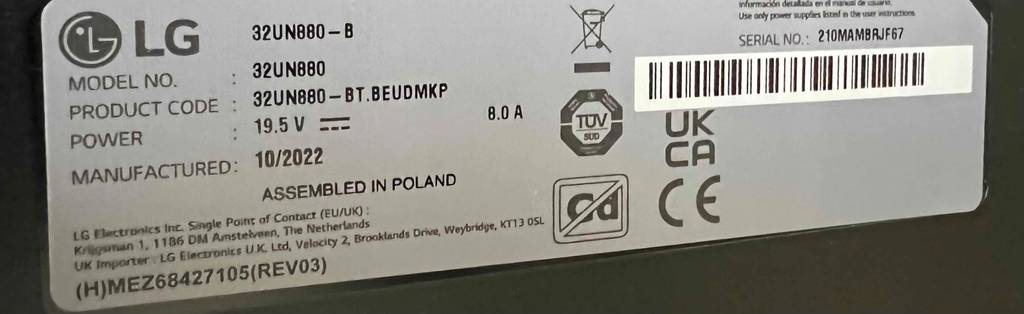 LG
32UN880-B
MODEL NO. : 32UN880
PRODUCT CODE : 32UN880-BT.BEUDMKP
POWER : 19.5 V 8.0 A
MANUFACTURED: 10/2022
ASSEMBLED IN POLAND
LG Electronics Inc. Single Point of Contact (EU/UK) :
Krijgsman 1, 1186 DM Amstelveen, The Netherlands
UK Importer : LG Electronics U.K. Ltd, Velocity 2, Brooklands Drive, Weybridge, KT13 0SL
(H)MEZ68427105(REV03)
información detallada en el manual de usuario.
Use only power supplies listed in the user instructions
SERIAL NO.: 210MAMBRJF67
TÜV
SÜD
UK
CA
Cd
CE